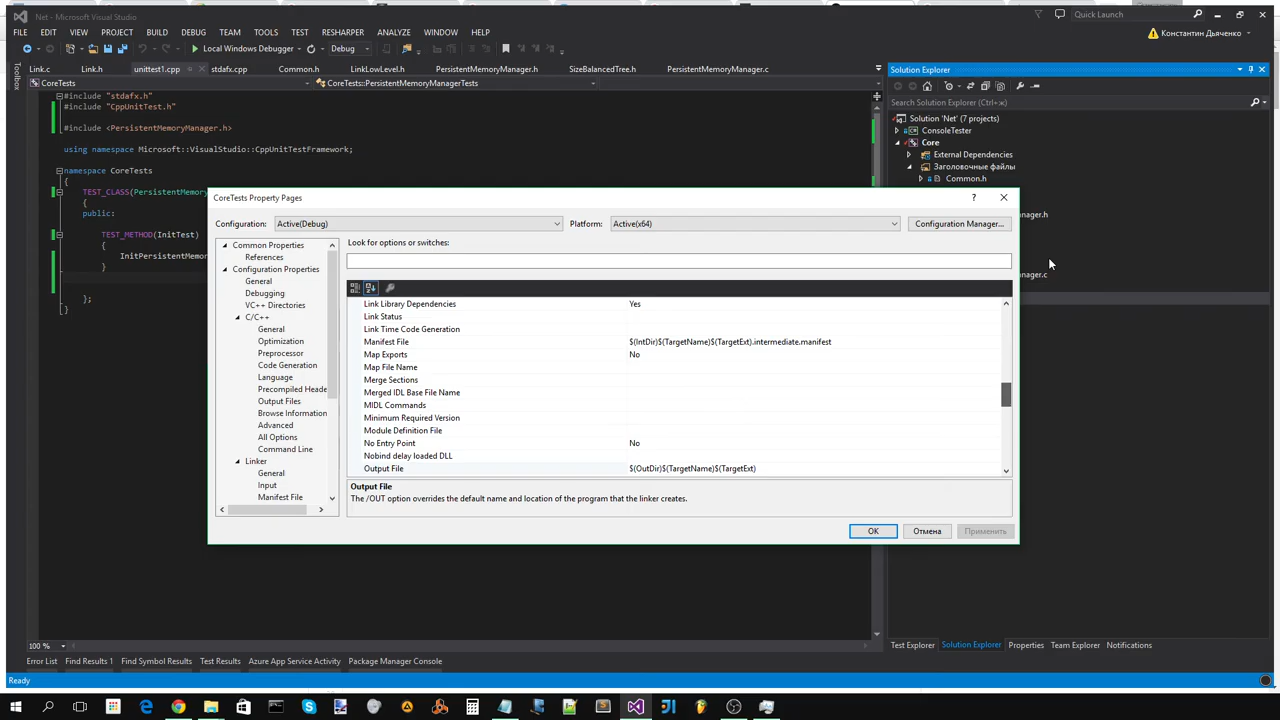 Net - Microsoft Visual Studio
Quick Launch
FILE EDIT VIEW PROJECT BUILD DEBUG TEAM TOOLS TEST RESHARPER ANALYZE WINDOW HELP
Константин Дьяченко
Local Windows Debugger
Debug
Link.c Link.h unittest1.cpp stdafx.cpp Common.h LinkLowLevel.h PersistentMemoryManager.h SizeBalancedTree.h PersistentMemoryManager.c
CoreTests
CoreTests::PersistentMemoryManagerTests
Toolbox
#include "stdafx.h"
#include "CppUnitTest.h"
#include <PersistentMemoryManager.h>
using namespace Microsoft::VisualStudio::CppUnitTestFramework;
namespace CoreTests
{
TEST_CLASS(PersistentMemory
{
public:
TEST_METHOD(InitTest)
{
InitPersistentMemor
}
};
}
Solution Explorer
Search Solution Explorer (Ctrl+ж)
Solution 'Net' (7 projects)
ConsoleTester
Core
External Dependencies
Заголовочные файлы
Common.h
nager.h
nager.c
CoreTests Property Pages
Configuration: Active(Debug)
Platform: Active(x64)
Configuration Manager...
Common Properties
References
Configuration Properties
General
Debugging
VC++ Directories
C/C++
General
Optimization
Preprocessor
Code Generation
Language
Precompiled Heade
Output Files
Browse Information
Advanced
All Options
Command Line
Linker
General
Input
Manifest File
Look for options or switches:
Link Library Dependencies Yes
Link Status
Link Time Code Generation
Manifest File $(IntDir)$(TargetName)$(TargetExt).intermediate.manifest
Map Exports No
Map File Name
Merge Sections
Merged IDL Base File Name
MIDL Commands
Minimum Required Version
Module Definition File
No Entry Point No
Nobind delay loaded DLL
Output File $(OutDir)$(TargetName)$(TargetExt)
Output File
The /OUT option overrides the default name and location of the program that the linker creates.
OK Отмена Применить
100 %
Test Explorer Solution Explorer Properties Team Explorer Notifications
Error List Find Results 1 Find Symbol Results Test Results Azure App Service Activity Package Manager Console
Ready